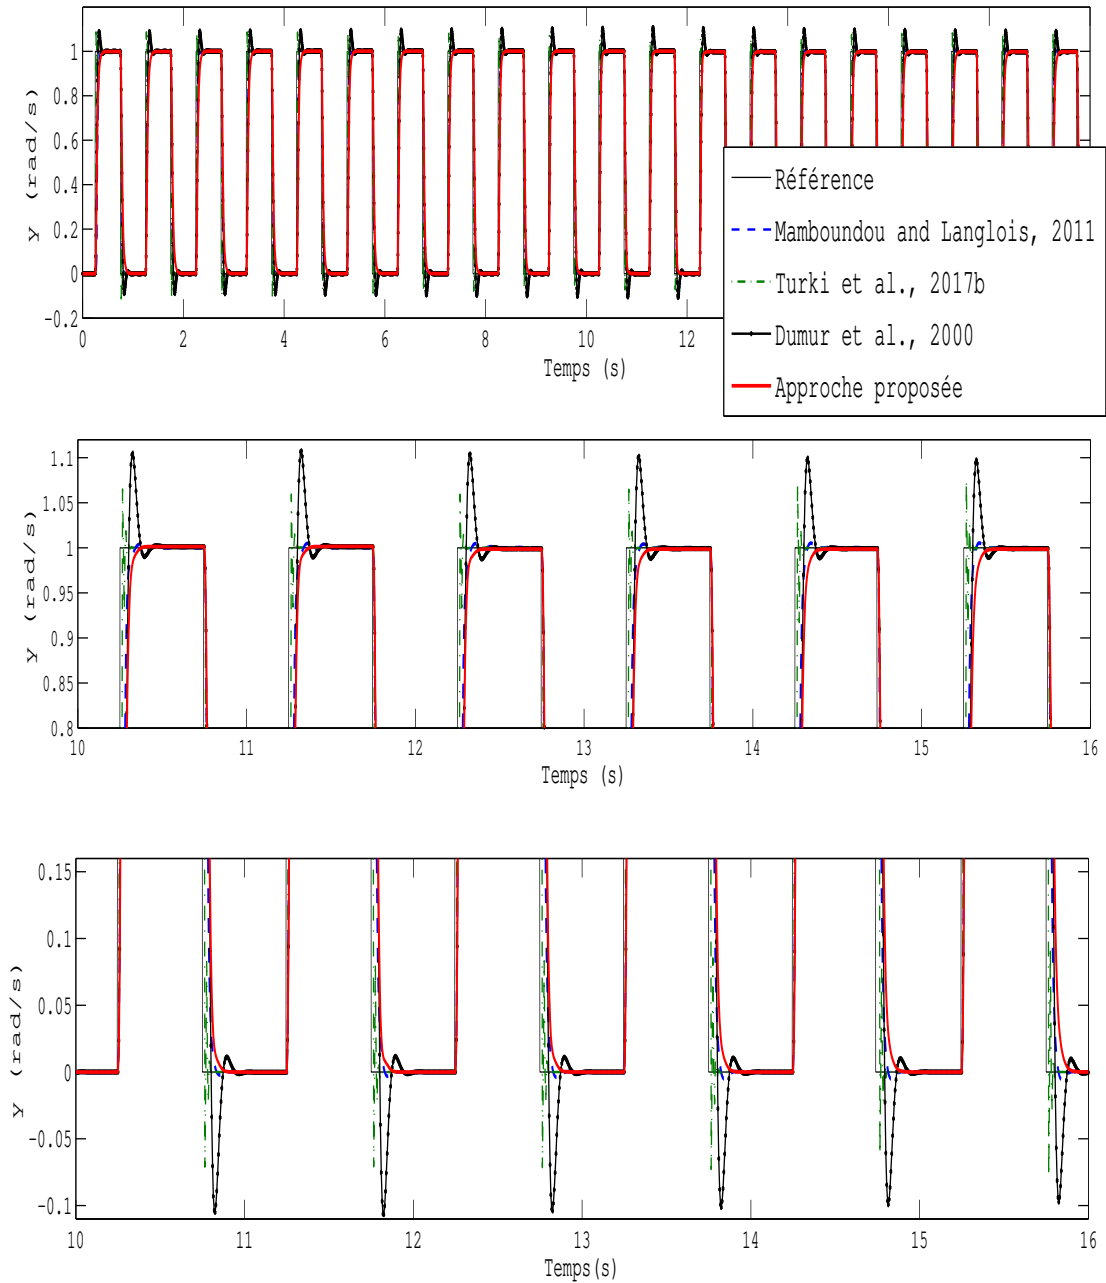 1
0.8
0.6
0.4
0.2
0
−0.2
y (rad/s)
0 2 4 6 8 10 12
Temps (s)
Référence
Mamboundou and Langlois, 2011
Turki et al., 2017b
Dumur et al., 2000
Approche proposée
1.1
1.05
1
0.95
0.9
0.85
0.8
y (rad/s)
10 11 12 13 14 15 16
Temps (s)
0.15
0.1
0.05
0
−0.05
−0.1
y (rad/s)
10 11 12 13 14 15 16
Temps(s)